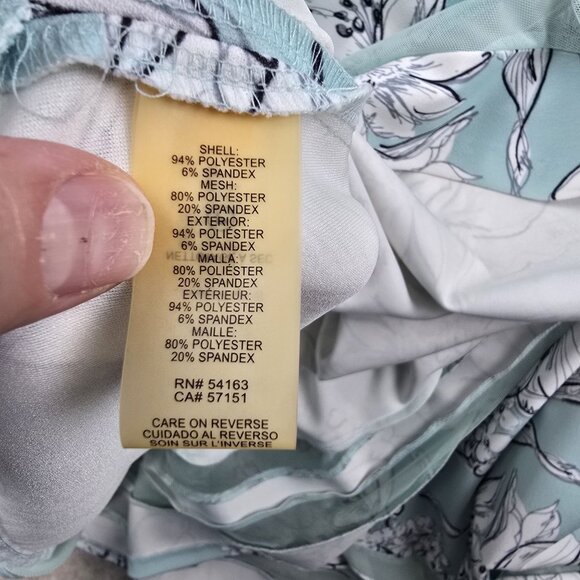 SHELL:
94% POLYESTER
6% SPANDEX
MESH:
80% POLYESTER
20% SPANDEX
EXTERIOR:
94% POLIÉSTER
6% SPANDEX
MALLA:
80% POLIÉSTER
20% SPANDEX
EXTÉRIEUR:
94% POLYESTER
6% SPANDEX
MAILLE:
80% POLYESTER
20% SPANDEX
RN# 54163
CA# 57151
CARE ON REVERSE
CUIDADO AL REVERSO
SOIN SUR L'INVERSE